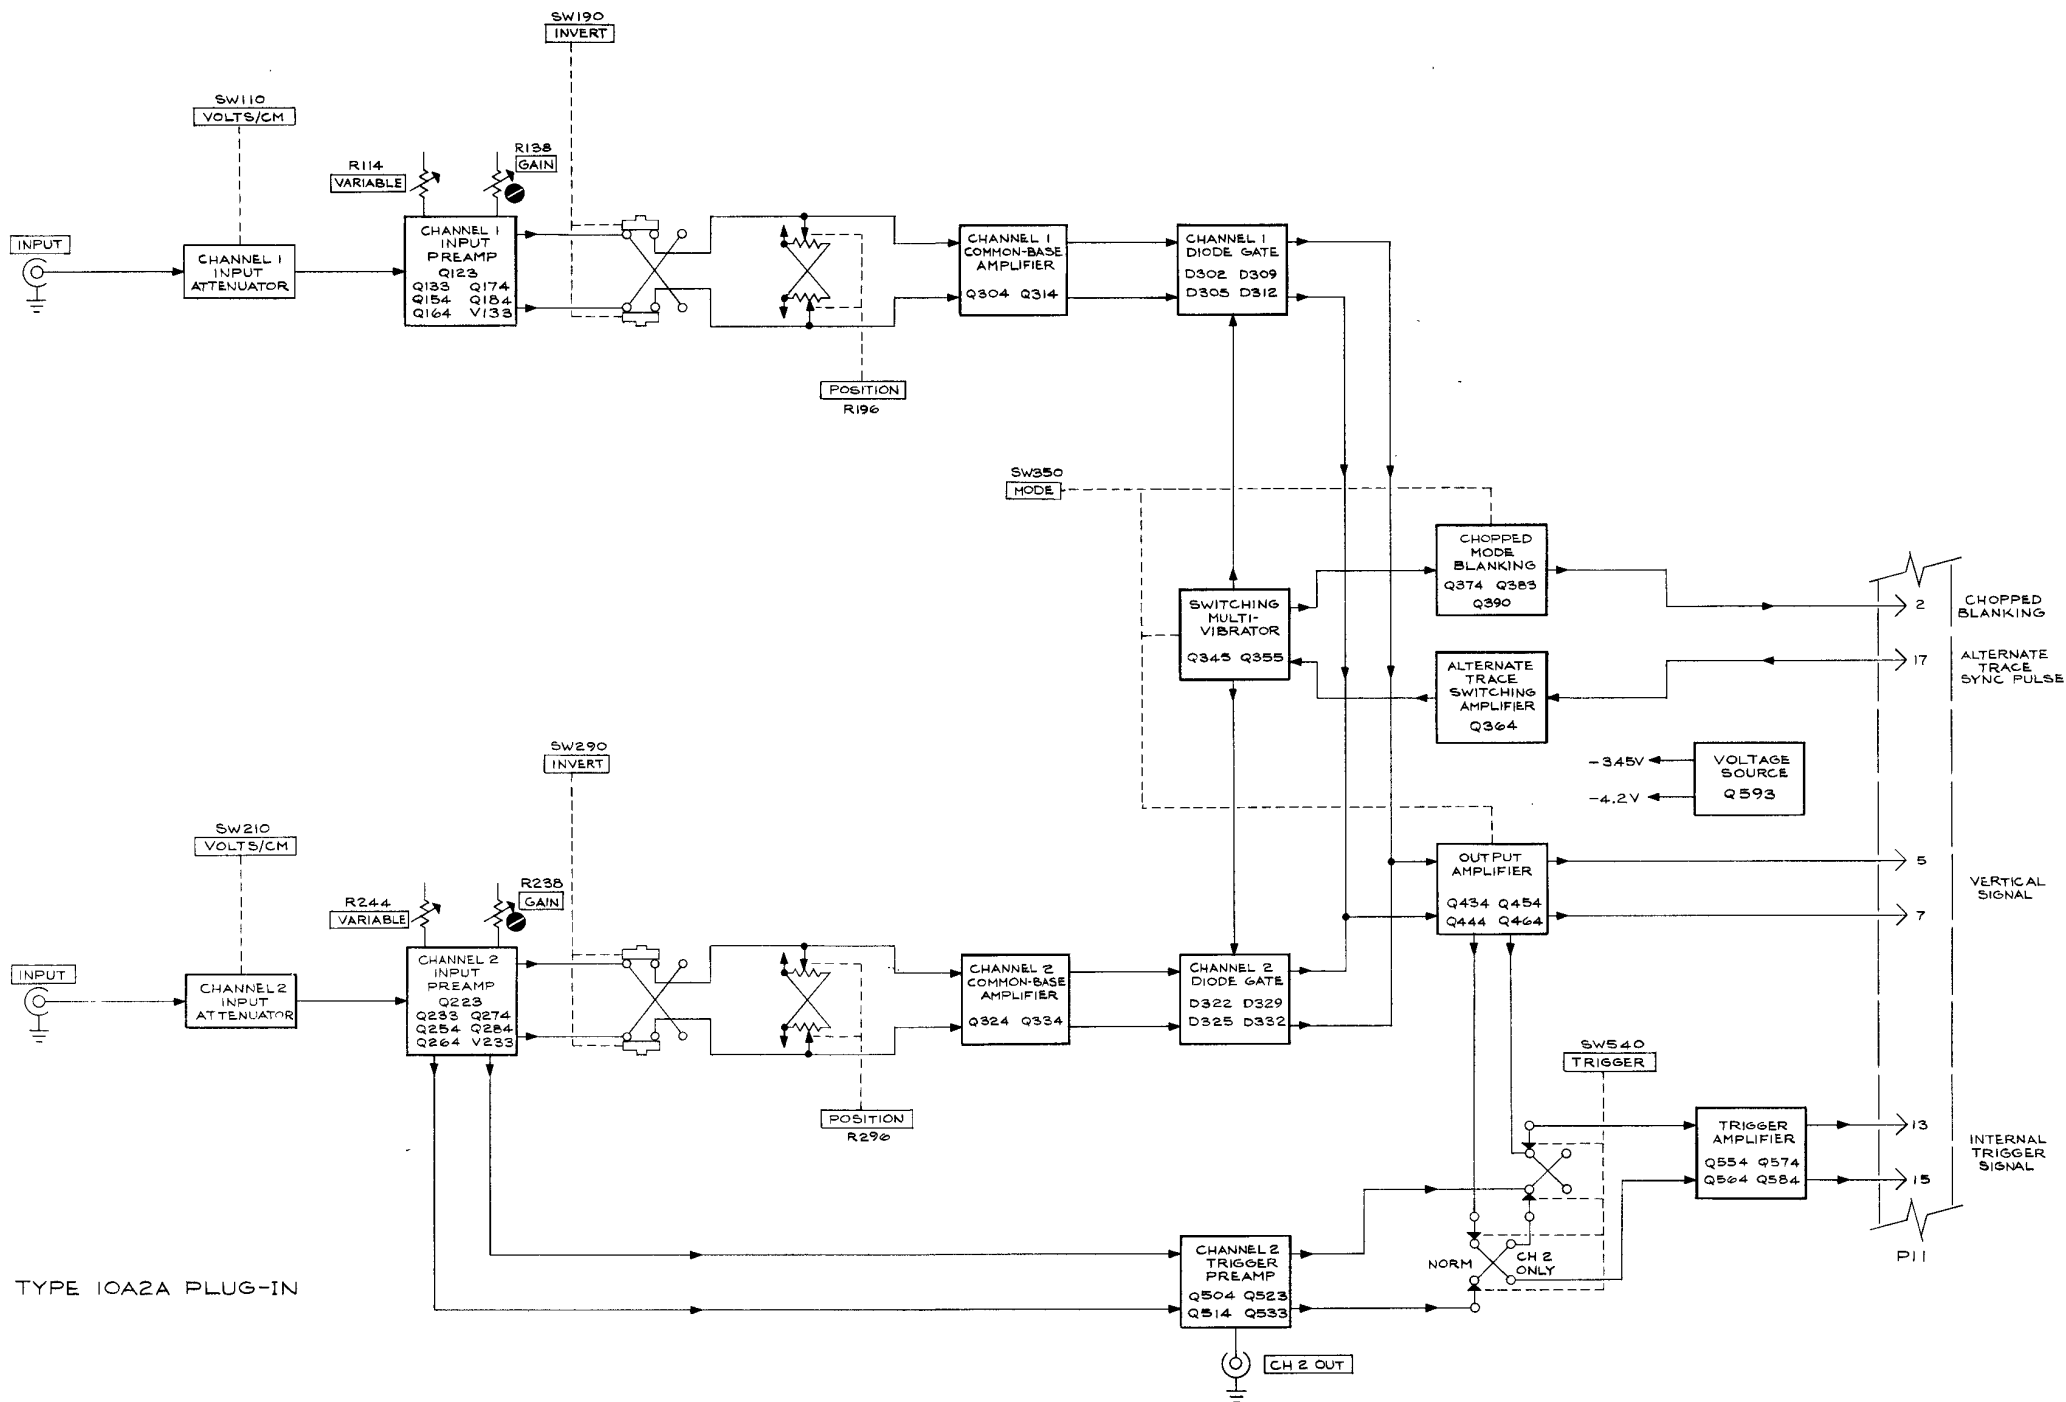 SW190
INVERT
SW110
VOLTS/CM
R114
VARIABLE
R138
GAIN
INPUT
CHANNEL 1
INPUT
ATTENUATOR
CHANNEL 1
INPUT
PREAMP
Q123
Q133 Q174
Q154 Q184
Q164 V133
POSITION
R196
CHANNEL 1
COMMON-BASE
AMPLIFIER
Q304 Q314
CHANNEL 1
DIODE GATE
D302 D309
D305 D312
SW350
MODE
CHOPPED
MODE
BLANKING
Q374 Q383
Q390
SWITCHING
MULTI-
VIBRATOR
Q345 Q355
ALTERNATE
TRACE
SWITCHING
AMPLIFIER
Q364
2
CHOPPED
BLANKING
17
ALTERNATE
TRACE
SYNC PULSE
-3.45V
-4.2V
VOLTAGE
SOURCE
Q593
SW290
INVERT
SW210
VOLTS/CM
R244
VARIABLE
R238
GAIN
INPUT
CHANNEL 2
INPUT
ATTENUATOR
CHANNEL 2
INPUT
PREAMP
Q223
Q233 Q274
Q254 Q284
Q264 V233
POSITION
R296
CHANNEL 2
COMMON-BASE
AMPLIFIER
Q324 Q334
CHANNEL 2
DIODE GATE
D322 D329
D325 D332
OUTPUT
AMPLIFIER
Q434 Q454
Q444 Q464
5
VERTICAL
SIGNAL
7
SW540
TRIGGER
TRIGGER
AMPLIFIER
Q554 Q574
Q564 Q584
13
INTERNAL
TRIGGER
SIGNAL
15
P11
NORM
CH 2
ONLY
CHANNEL 2
TRIGGER
PREAMP
Q504 Q523
Q514 Q533
CH 2 OUT
TYPE 10A2A PLUG-IN